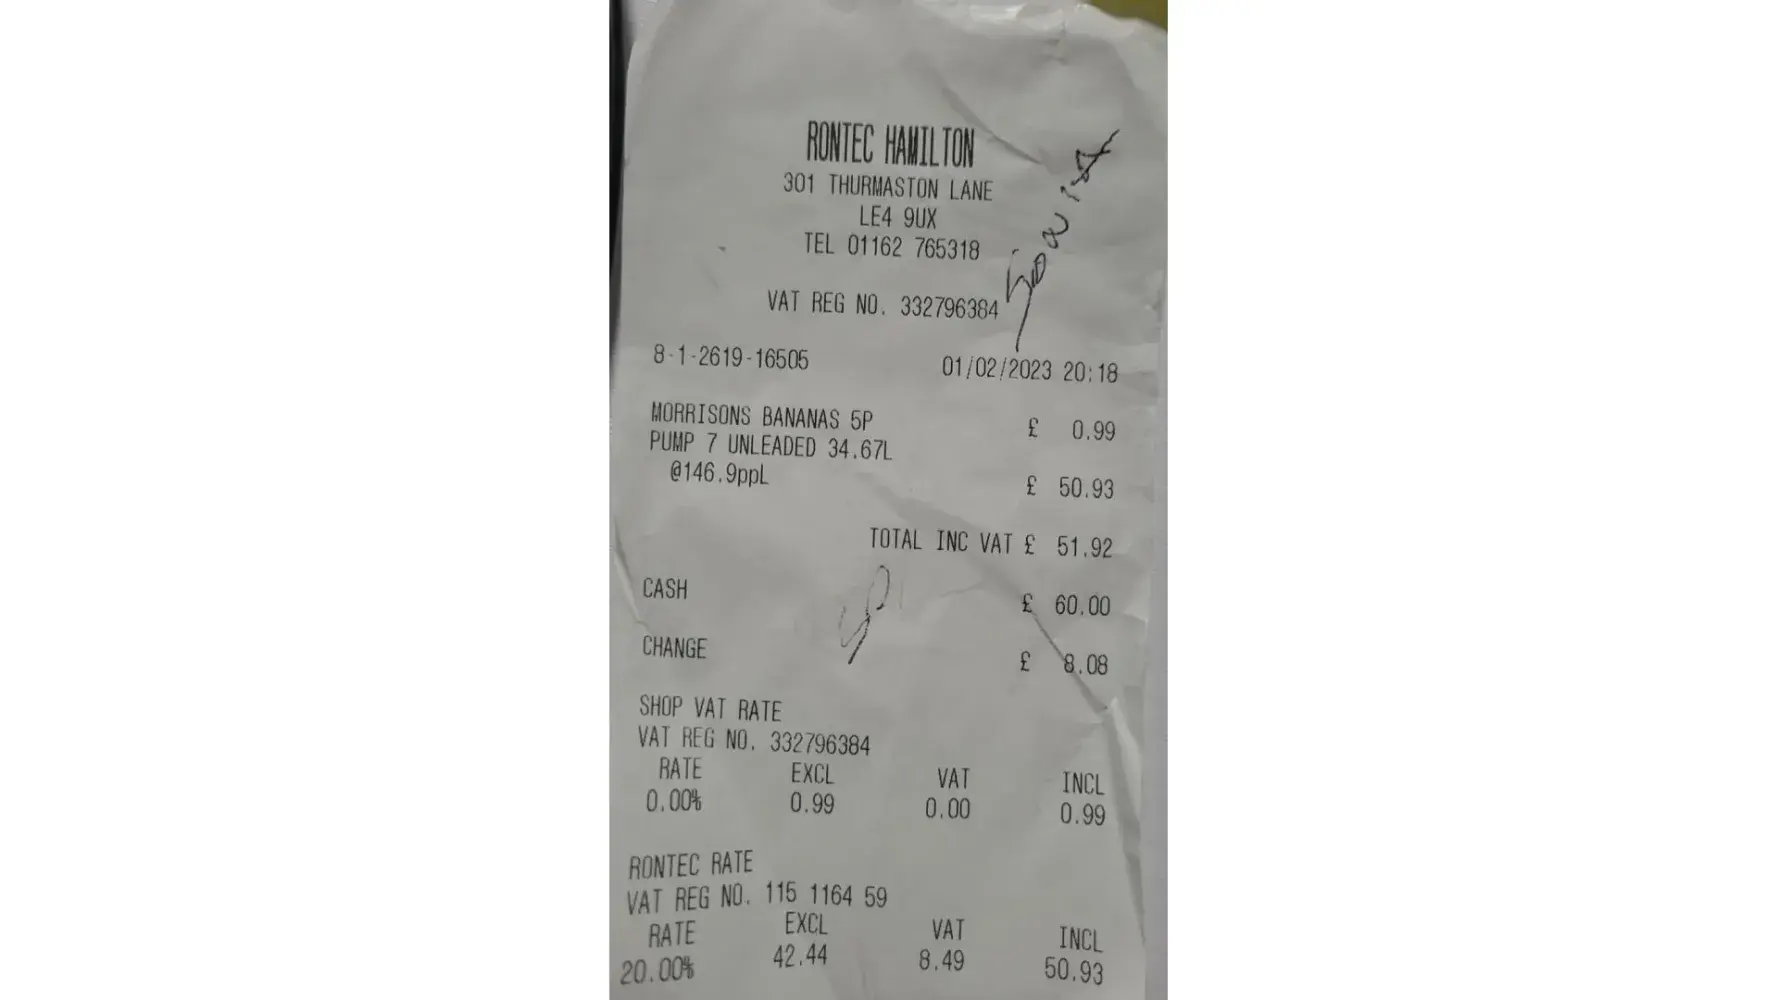 RONTEC HAMILTON
301 THURMASTON LANE
LE4 9UX
TEL 01162 765318
VAT REG NO. 332796384
8-1-2619-16505 01/02/2023 20:18
MORRISONS BANANAS 5P £ 0.99
PUMP 7 UNLEADED 34.67L
@146.9ppL £ 50.93
TOTAL INC VAT £ 51.92
CASH £ 60.00
CHANGE £ 8.08
SHOP VAT RATE
VAT REG NO. 332796384
RATE EXCL VAT INCL
0.00% 0.99 0.00 0.99
RONTEC RATE
VAT REG NO. 115 1164 59
RATE EXCL VAT INCL
20.00% 42.44 8.49 50.93